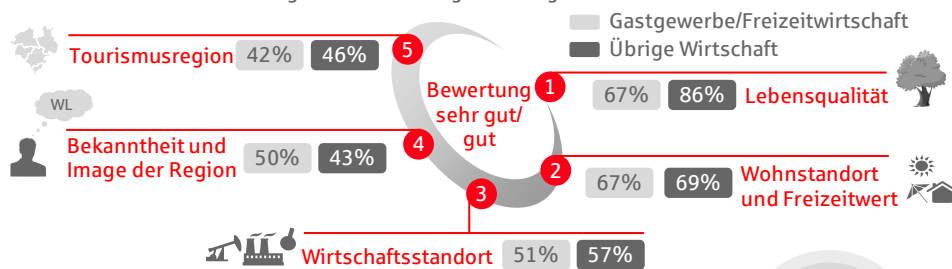 Gastgewerbe/Freizeitwirtschaft
Übrige Wirtschaft
Bewertung
sehr gut/
gut
1
67% 86% Lebensqualität
2
67% 69% Wohnstandort
und Freizeitwert
3
Wirtschaftsstandort 51% 57%
4
Bekanntheit und
Image der Region 50% 43%
WL
5
Tourismusregion 42% 46%